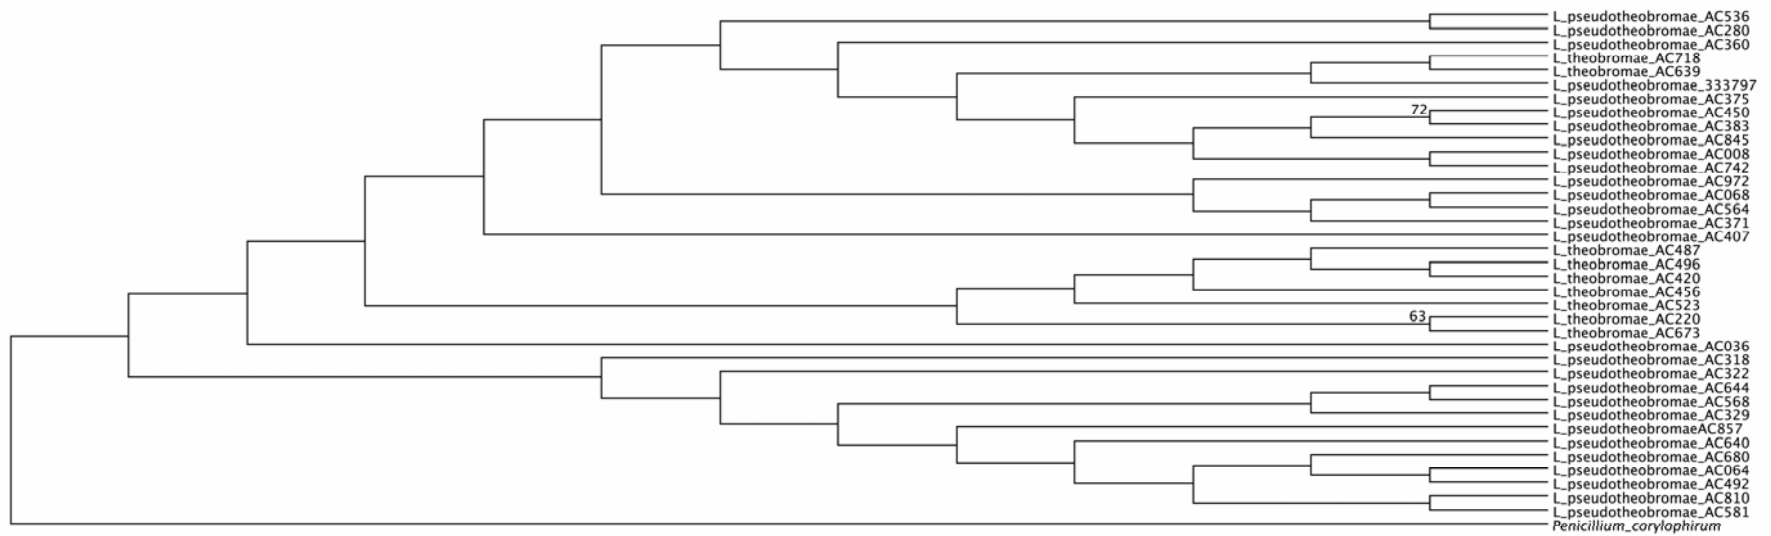 L_pseudotheobromae_AC536
L_pseudotheobromae_AC280
L_pseudotheobromae_AC360
L_theobromae_AC718
L_theobromae_AC639
L_pseudotheobromae_333797
L_pseudotheobromae_AC375
72
L_pseudotheobromae_AC450
L_pseudotheobromae_AC383
L_pseudotheobromae_AC845
L_pseudotheobromae_AC008
L_pseudotheobromae_AC742
L_pseudotheobromae_AC972
L_pseudotheobromae_AC068
L_pseudotheobromae_AC564
L_pseudotheobromae_AC371
L_pseudotheobromae_AC407
L_theobromae_AC487
L_theobromae_AC496
L_theobromae_AC420
L_theobromae_AC456
L_theobromae_AC523
63
L_theobromae_AC220
L_theobromae_AC673
L_pseudotheobromae_AC036
L_pseudotheobromae_AC318
L_pseudotheobromae_AC322
L_pseudotheobromae_AC644
L_pseudotheobromae_AC568
L_pseudotheobromae_AC329
L_pseudotheobromaeAC857
L_pseudotheobromae_AC640
L_pseudotheobromae_AC680
L_pseudotheobromae_AC064
L_pseudotheobromae_AC492
L_pseudotheobromae_AC810
L_pseudotheobromae_AC581
Penicillium_corylophirum